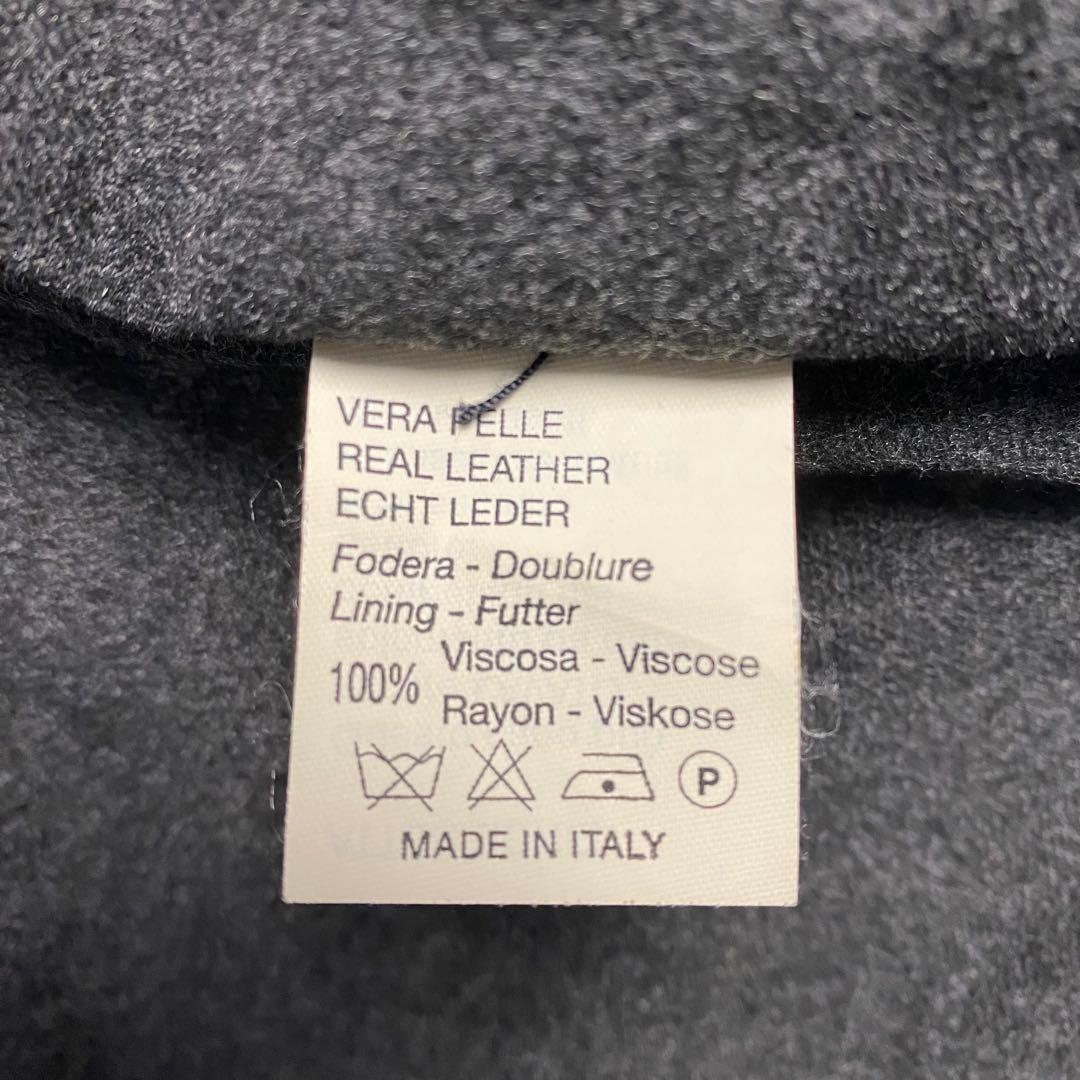 VERA PELLE
REAL LEATHER
ECHT LEDER
Fodera - Doublure
Lining - Futter
100% Viscosa - Viscose
Rayon - Viskose
P
MADE IN ITALY